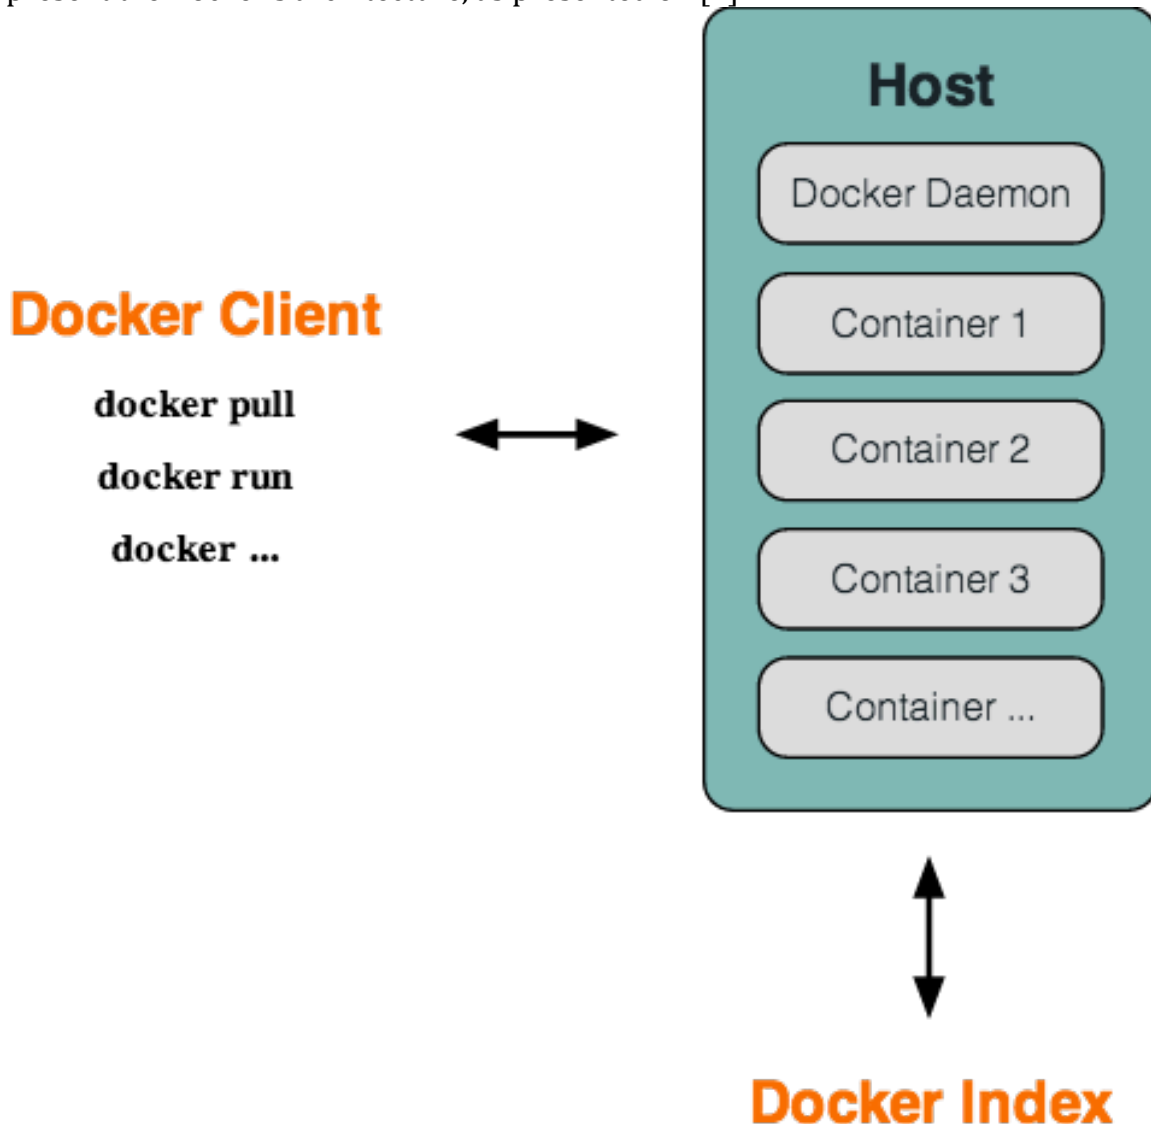 Host
Docker Daemon
Container 1
Container 2
Container 3
Container ...
Docker Client
docker pull
docker run
docker ...
Docker Index